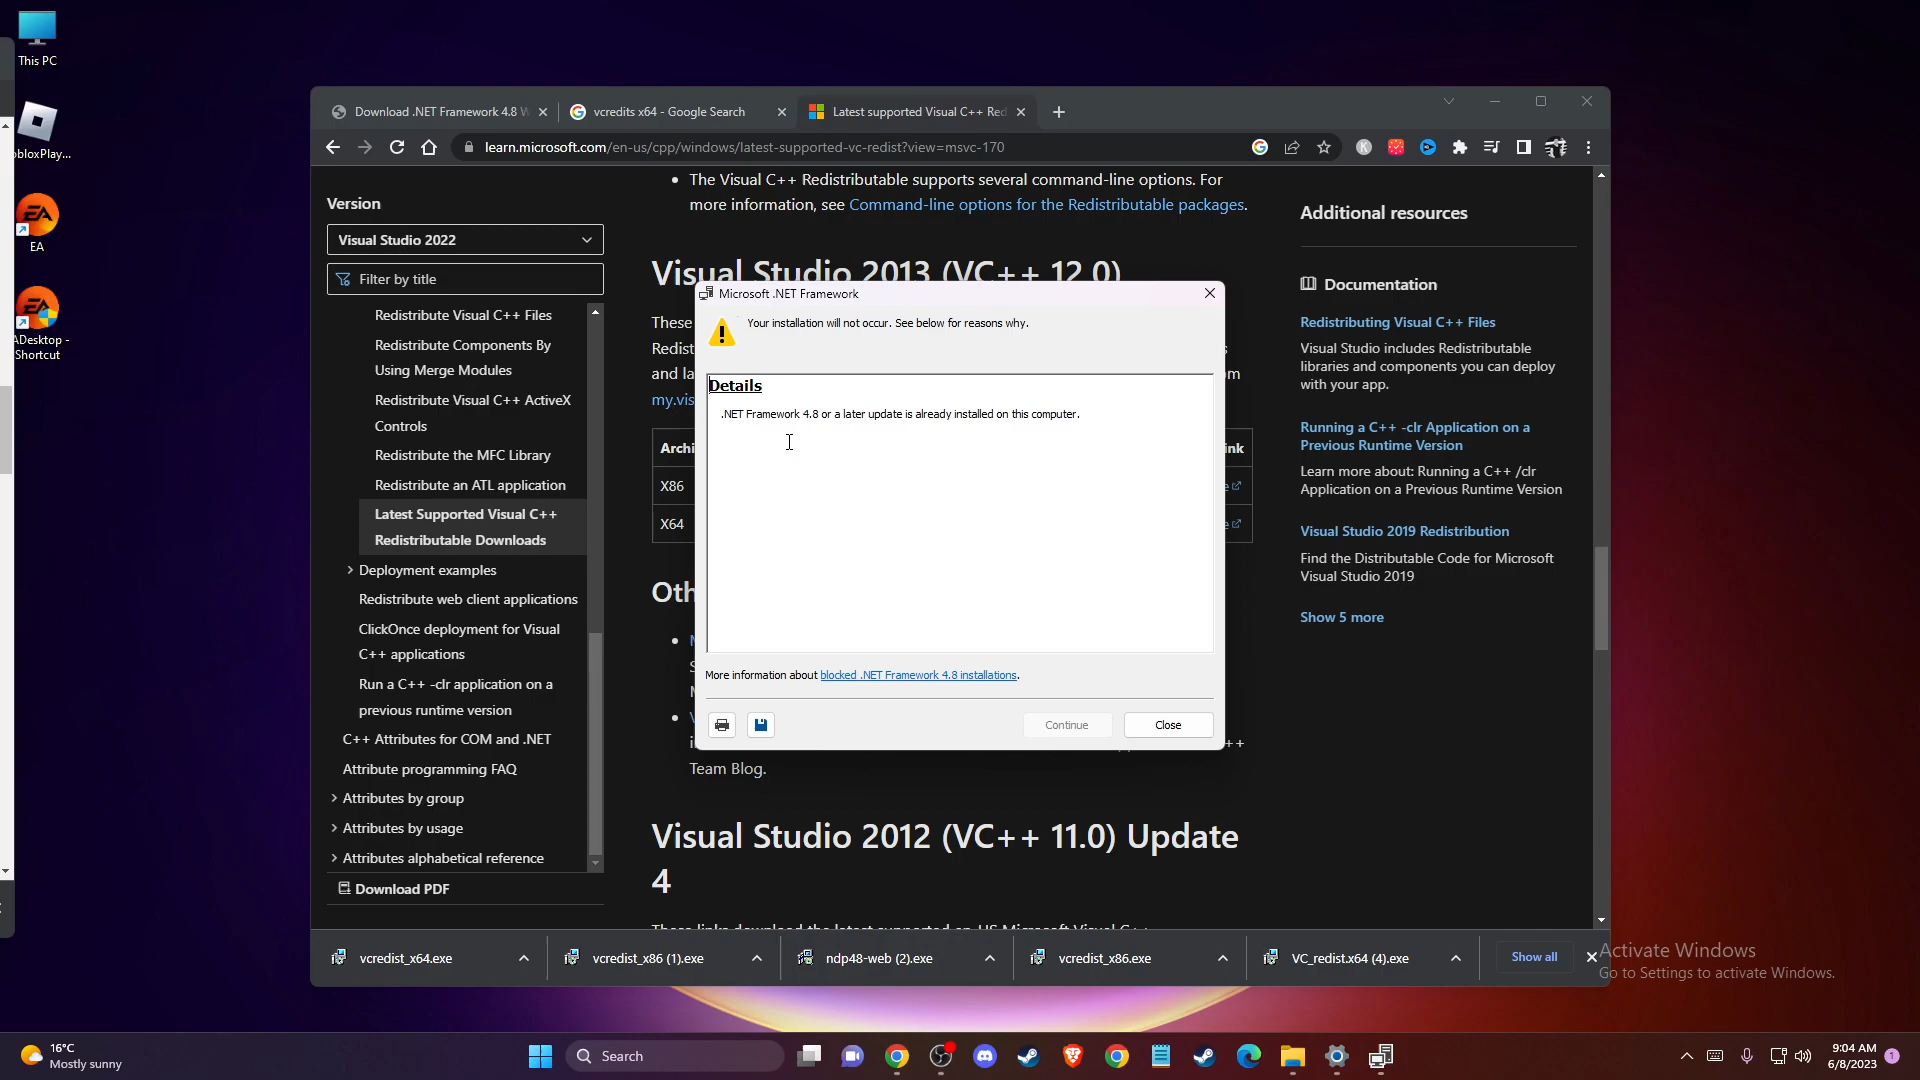 This PC
obloxPlay...
EA
ADesktop -
Shortcut
Download .NET Framework 4.8 W
vcredits x64 - Google Search
Latest supported Visual C++ Red
learn.microsoft.com/en-us/cpp/windows/latest-supported-vc-redist?view=msvc-170
Version
Visual Studio 2022
Filter by title
Redistribute Visual C++ Files
Redistribute Components By
Using Merge Modules
Redistribute Visual C++ ActiveX
Controls
Redistribute the MFC Library
Redistribute an ATL application
Latest Supported Visual C++
Redistributable Downloads
Deployment examples
Redistribute web client applications
ClickOnce deployment for Visual
C++ applications
Run a C++ -clr application on a
previous runtime version
C++ Attributes for COM and .NET
Attribute programming FAQ
Attributes by group
Attributes by usage
Attributes alphabetical reference
Download PDF
The Visual C++ Redistributable supports several command-line options. For
more information, see Command-line options for the Redistributable packages.
Visual Studio 2013 (VC++ 12.0)
These
Redist
and la
my.vis
Archi
X86
X64
Oth
Team Blog.
Visual Studio 2012 (VC++ 11.0) Update
4
Microsoft .NET Framework
Your installation will not occur. See below for reasons why.
Details
.NET Framework 4.8 or a later update is already installed on this computer.
More information about blocked .NET Framework 4.8 installations.
Continue
Close
Additional resources
Documentation
Redistributing Visual C++ Files
Visual Studio includes Redistributable
libraries and components you can deploy
with your app.
Running a C++ -clr Application on a
Previous Runtime Version
Learn more about: Running a C++ /clr
Application on a Previous Runtime Version
Visual Studio 2019 Redistribution
Find the Distributable Code for Microsoft
Visual Studio 2019
Show 5 more
vcredist_x64.exe
vcredist_x86 (1).exe
ndp48-web (2).exe
vcredist_x86.exe
VC_redist.x64 (4).exe
Show all
Activate Windows
Go to Settings to activate Windows.
16°C
Mostly sunny
Search
9:04 AM
6/8/2023
1